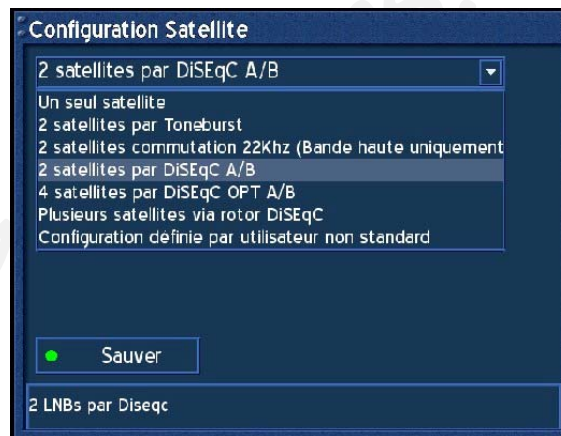 Configuration Satellite
2 satellites par DiSEqC A/B
Un seul satellite
2 satellites par Toneburst
2 satellites commutation 22Khz (Bande haute uniquement
2 satellites par DiSEqC A/B
4 satellites par DiSEqC OPT A/B
Plusieurs satellites via rotor DiSEqC
Configuration définie par utilisateur non standard
Sauver
2 LNBs par Diseqc